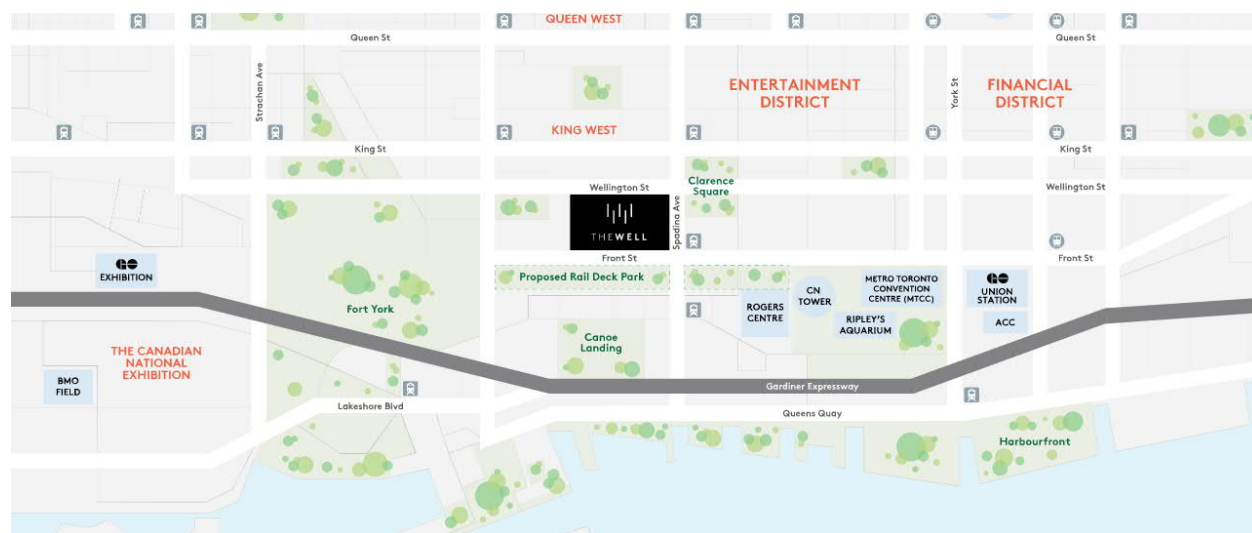 QUEEN WEST
Queen St
Queen St
Strachan Ave
ENTERTAINMENT
DISTRICT
York St
FINANCIAL
DISTRICT
KING WEST
King St
King St
Clarence
Square
Wellington St
Wellington St
THEWELL
Spadina Ave
Front St
Front St
GO
EXHIBITION
Proposed Rail Deck Park
CN
TOWER
METRO TORONTO
CONVENTION
CENTRE (MTCC)
GO
UNION
STATION
Fort York
ROGERS
CENTRE
RIPLEY'S
AQUARIUM
ACC
Canoe
Landing
THE CANADIAN
NATIONAL
EXHIBITION
BMO
FIELD
Gardiner Expressway
Lakeshore Blvd
Queens Quay
Harbourfront